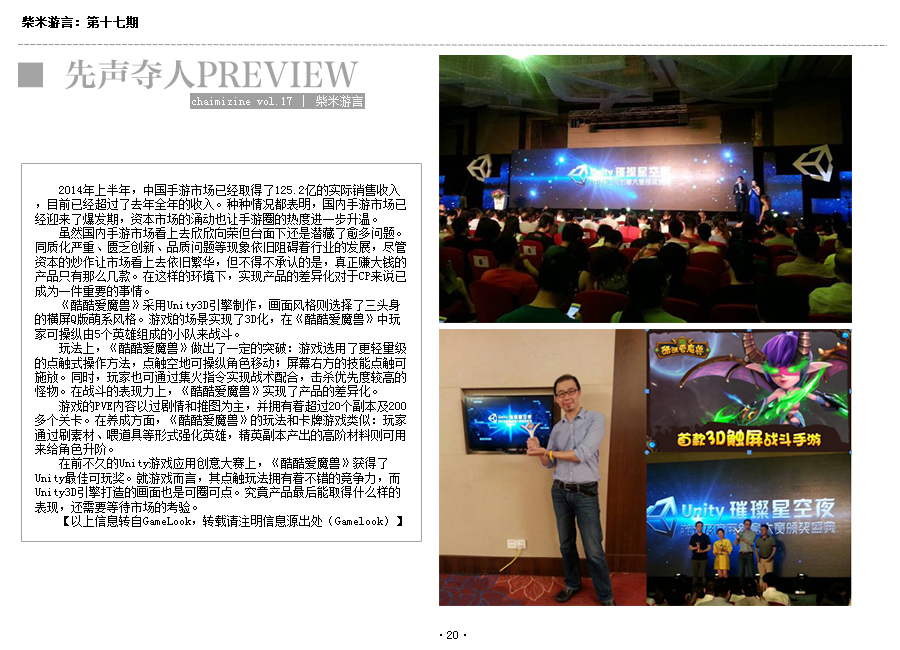 柴米游言：第十七期
先声夺人PREVIEW
chaimizine vol.17 | 柴米游言
2014年上半年，中国手游市场已经取得了125.2亿的实际销售收入
，目前已经超过了去年全年的收入。种种情况都表明，国内手游市场已
经迎来了爆发期，资本市场的涌动也让手游圈的热度进一步升温。
虽然国内手游市场看上去欣欣向荣但台面下还是潜藏了愈多问题。
同质化严重、匮乏创新、品质问题等现象依旧阻碍着行业的发展，尽管
资本的炒作让市场看上去依旧繁华，但不得不承认的是，真正赚大钱的
产品只有那么几款。在这样的环境下，实现产品的差异化对于CP来说已
成为一件重要的事情。
《酷酷爱魔兽》采用Unity3D引擎制作，画面风格则选择了三头身
的横屏Q版萌系风格。游戏的场景实现了3D化，在《酷酷爱魔兽》中玩
家可操纵由5个英雄组成的小队来战斗。
玩法上，《酷酷爱魔兽》做出了一定的突破：游戏选用了更轻量级
的点触式操作方法，点触空地可操纵角色移动；屏幕右方的技能点触可
施放。同时，玩家也可通过集火指令实现战术配合，击杀优先度较高的
怪物。在战斗的表现力上，《酷酷爱魔兽》实现了产品的差异化。
游戏的PVE内容以过剧情和推图为主，并拥有着超过20个副本及200
多个关卡。在养成方面，《酷酷爱魔兽》的玩法和卡牌游戏类似：玩家
通过刷素材、喂道具等形式强化英雄，精英副本产出的高阶材料则可用
来给角色升阶。
在前不久的Unity游戏应用创意大赛上，《酷酷爱魔兽》获得了
Unity最佳可玩奖。就游戏而言，其点触玩法拥有着不错的竞争力，而
Unity3D引擎打造的画面也是可圈可点。究竟产品最后能取得什么样的
表现，还需要等待市场的考验。
【以上信息转自GameLook，转载请注明信息源出处（Gamelook）】
Unity 璀璨星空夜
酷酷爱魔兽
首款3D触屏战斗手游
Unity 璀璨星空夜
大赛颁奖盛典
·20·